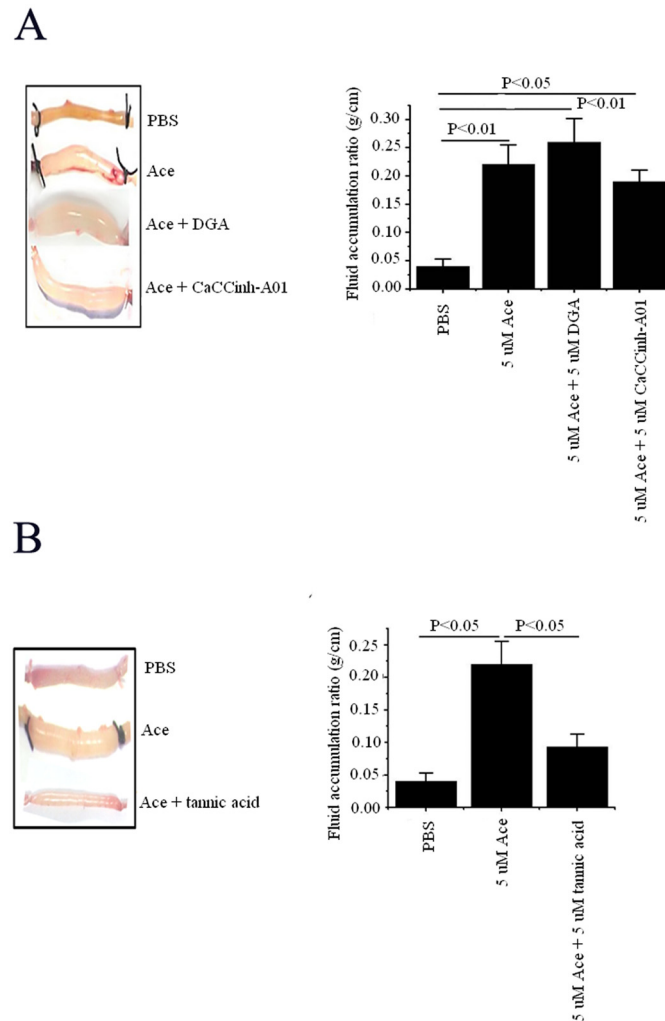 A
PBS
Ace
Ace + DGA
Ace + CaCCinh-A01
Fluid accumulation ratio (g/cm)
P<0.05
P<0.01
P<0.01
0.30
0.25
0.20
0.15
0.10
0.05
0.00
PBS
5 uM Ace
5 uM Ace + 5 uM DGA
5 uM Ace + 5 uM CaCCinh-A01
B
PBS
Ace
Ace + tannic acid
Fluid accumulation ratio (g/cm)
P<0.05 P<0.05
0.25
0.20
0.10
0.05
0.00
PBS
5 uM Ace
5 uM Ace + 5 uM tannic acid